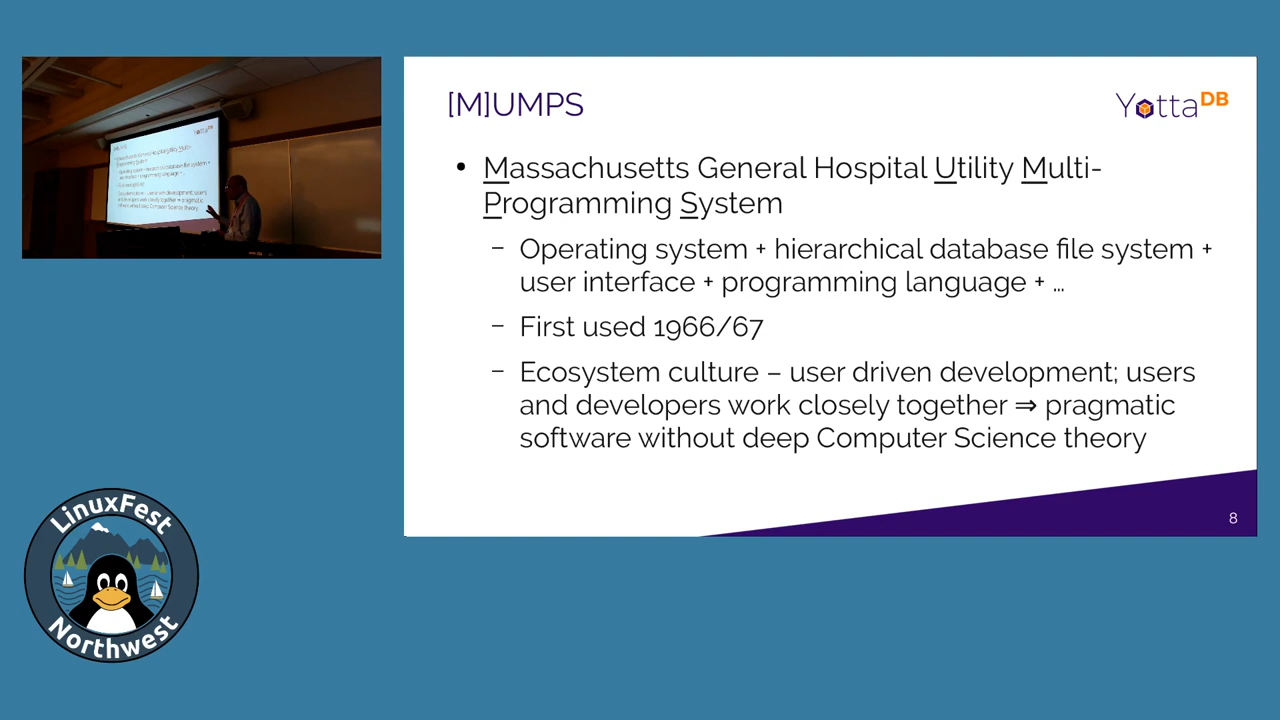 [M]UMPS
YottaDB
• Massachusetts General Hospital Utility Multi-
Programming System
– Operating system + hierarchical database file system +
user interface + programming language + …
– First used 1966/67
– Ecosystem culture – user driven development; users
and developers work closely together ⇒ pragmatic
software without deep Computer Science theory
8
LinuxFest
Northwest